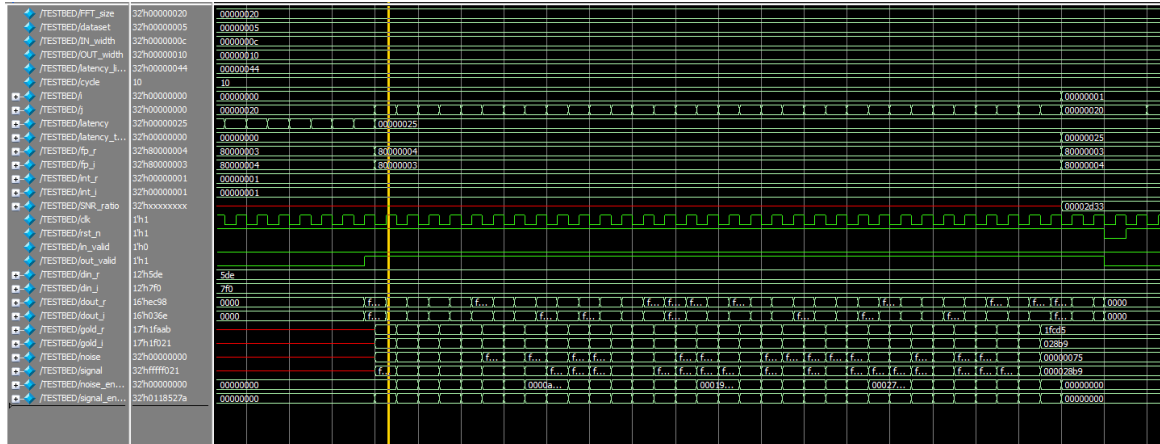 /TESTBED/FFT_size 32'h00000020 00000020
/TESTBED/dataset 32'h00000005 00000005
/TESTBED/IN_width 32'h0000000c 0000000c
/TESTBED/OUT_width 32'h00000010 00000010
/TESTBED/latency_li... 32'h00000044 00000044
/TESTBED/cycle 10 10
/TESTBED/i 32'h00000000 00000000 00000001
/TESTBED/j 32'h00000000 00000020 00000020
/TESTBED/latency 32'h00000025 00000025
/TESTBED/latency_t... 32'h00000000 00000000 00000025
/TESTBED/fp_r 32'h80000004 80000003 80000004 80000003
/TESTBED/fp_i 32'h80000003 80000004 80000003 80000004
/TESTBED/int_r 32'h00000001 00000001
/TESTBED/int_i 32'h00000001 00000001
/TESTBED/SNR_ratio 32'hxxxxxxxx 00002d33
/TESTBED/clk 1'h1
/TESTBED/rst_n 1'h1
/TESTBED/in_valid 1'h0
/TESTBED/out_valid 1'h1
/TESTBED/din_r 12'h5de 5de
/TESTBED/din_i 12'h7f0 7f0
/TESTBED/dout_r 16'hec98 0000 f... f... f... f... f... f... f... f... f... f... 0000
/TESTBED/dout_i 16'h036e 0000 f... f... f... f... f... f... f... 0000
/TESTBED/gold_r 17'h1faab 1fcd5
/TESTBED/gold_i 17'h1f021 028b9
/TESTBED/noise 32'h00000000 f... f... f... f... f... f... f... f... f... f... f... f... f... f... 00000075
/TESTBED/signal 32'hfffff021 f... f... f... f... f... f... f... f... f... f... f... f... f... f... f... 000028b9
/TESTBED/noise_en... 32'h00000000 00000000 0000a... 00019... 00027... 00000000
/TESTBED/signal_en... 32'h0118527a 00000000 00000000